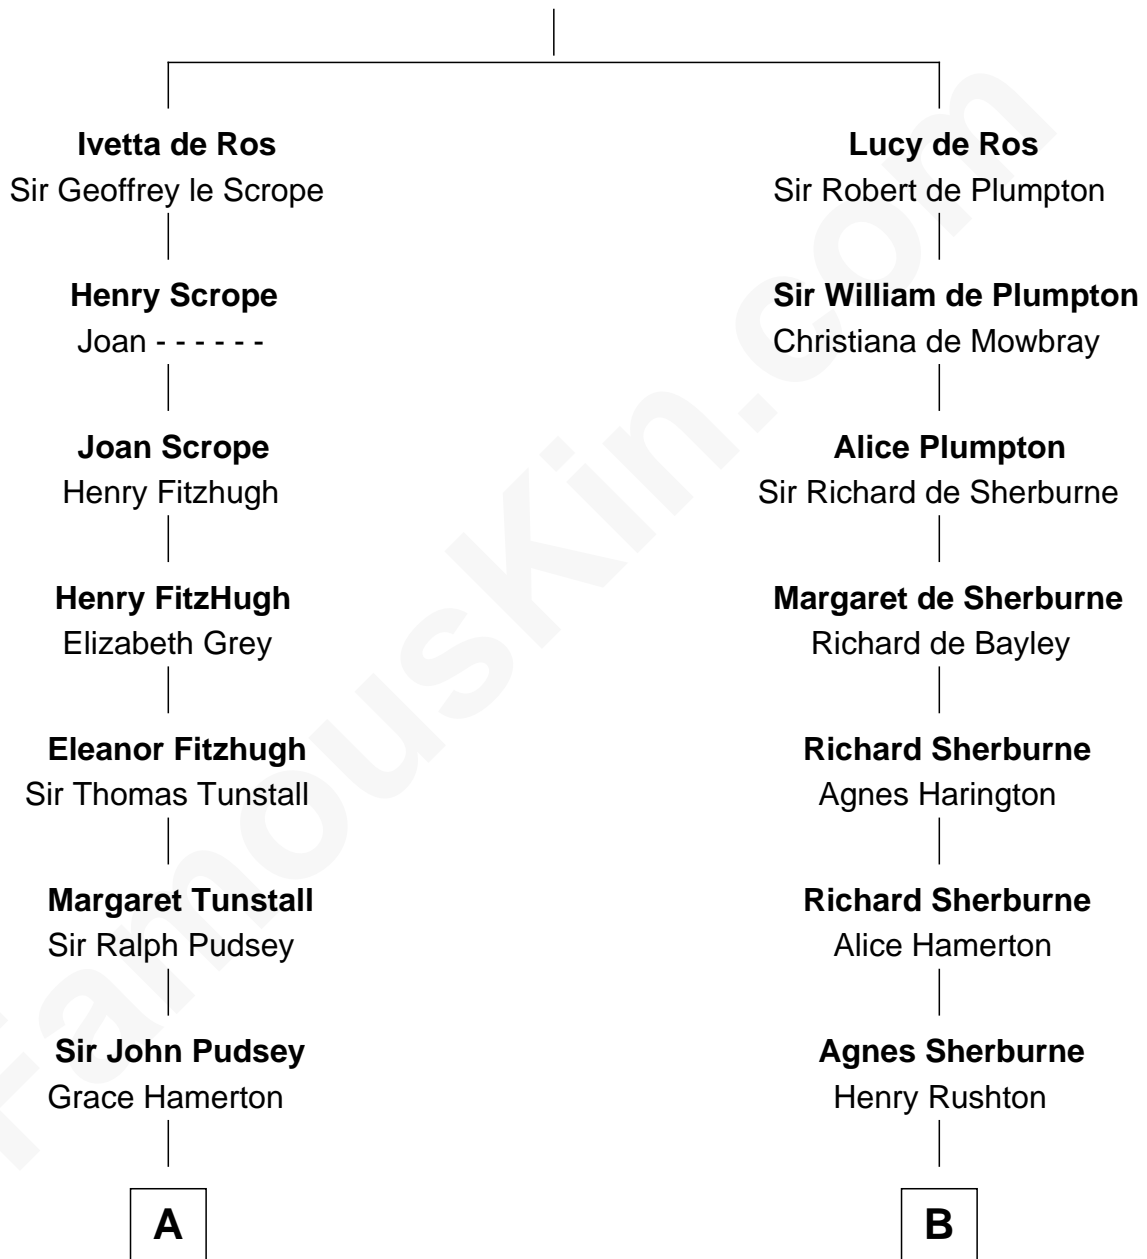 Ivetta de Ros
Sir Geoffrey le Scrope
Henry Scrope
Joan - - - - - -
Joan Scrope
Henry Fitzhugh
Henry FitzHugh
Elizabeth Grey
Eleanor Fitzhugh
Sir Thomas Tunstall
Margaret Tunstall
Sir Ralph Pudsey
Sir John Pudsey
Grace Hamerton
A
Lucy de Ros
Sir Robert de Plumpton
Sir William de Plumpton
Christiana de Mowbray
Alice Plumpton
Sir Richard de Sherburne
Margaret de Sherburne
Richard de Bayley
Richard Sherburne
Agnes Harington
Richard Sherburne
Alice Hamerton
Agnes Sherburne
Henry Rushton
B
FamousKin.com